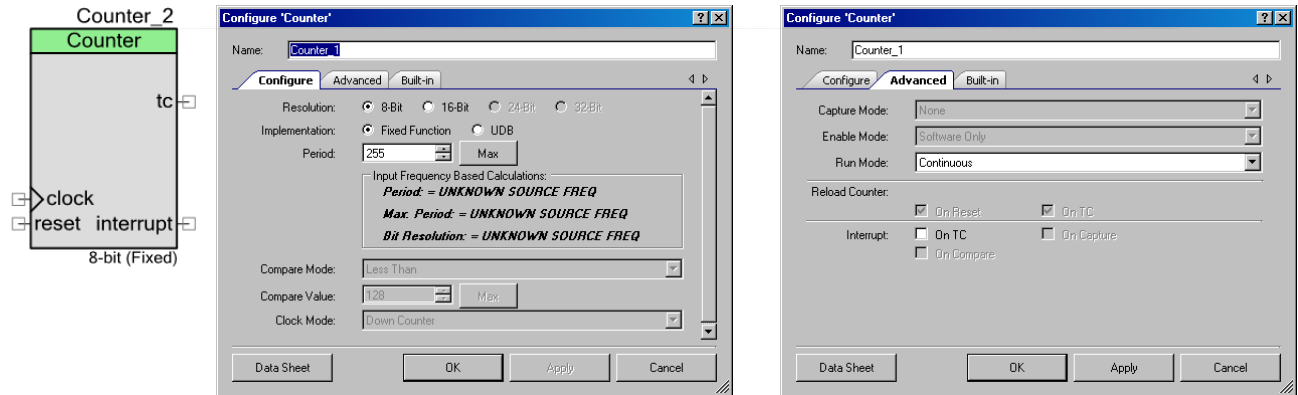 Counter_2
Counter
tc
clock
reset interrupt
8-bit (Fixed)
Configure 'Counter'
Name: Counter_1
Configure Advanced Built-in
Resolution: 8-Bit 16-Bit 24-Bit 32-Bit
Implementation: Fixed Function UDB
Period: 255 Max
Input Frequency Based Calculations:
Period: = UNKNOWN SOURCE FREQ
Max. Period: = UNKNOWN SOURCE FREQ
Bit Resolution: = UNKNOWN SOURCE FREQ
Compare Mode: Less Than
Compare Value: 128 Max
Clock Mode: Down Counter
Data Sheet OK Apply Cancel
Configure 'Counter'
Name: Counter_1
Configure Advanced Built-in
Capture Mode: None
Enable Mode: Software Only
Run Mode: Continuous
Reload Counter:
On Reset On TC
Interrupt: On TC On Capture
On Compare
Data Sheet OK Apply Cancel